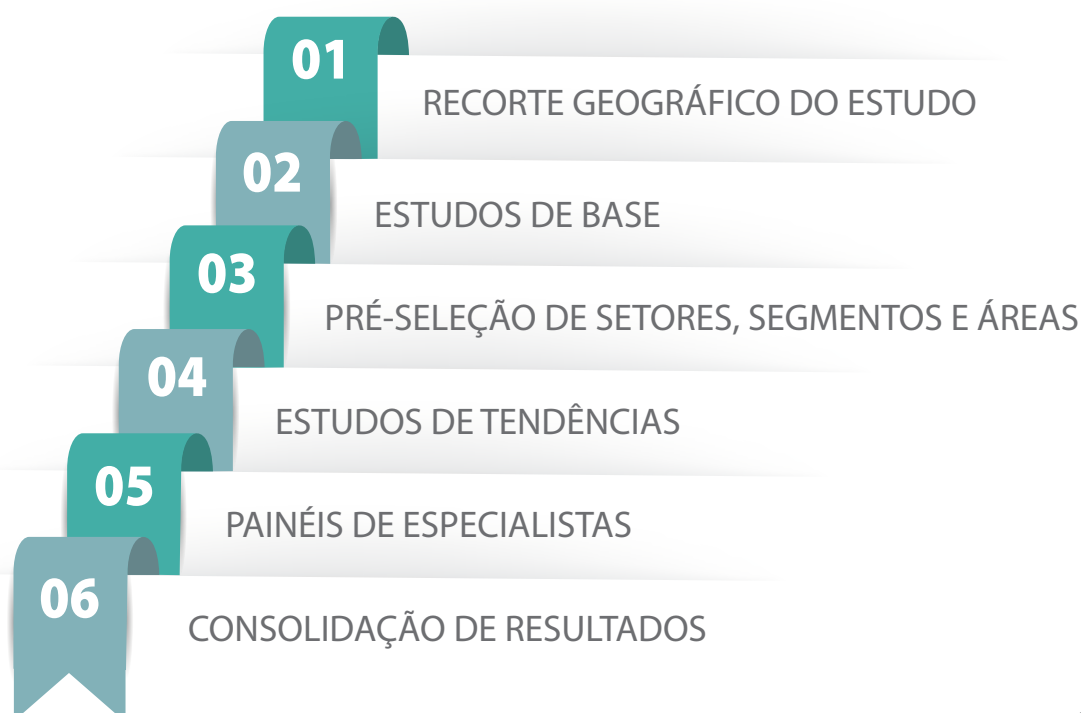 01
RECORTE GEOGRÁFICO DO ESTUDO
02
ESTUDOS DE BASE
03
PRÉ-SELEÇÃO DE SETORES, SEGMENTOS E ÁREAS
04
ESTUDOS DE TENDÊNCIAS
05
PAINÉIS DE ESPECIALISTAS
06
CONSOLIDAÇÃO DE RESULTADOS